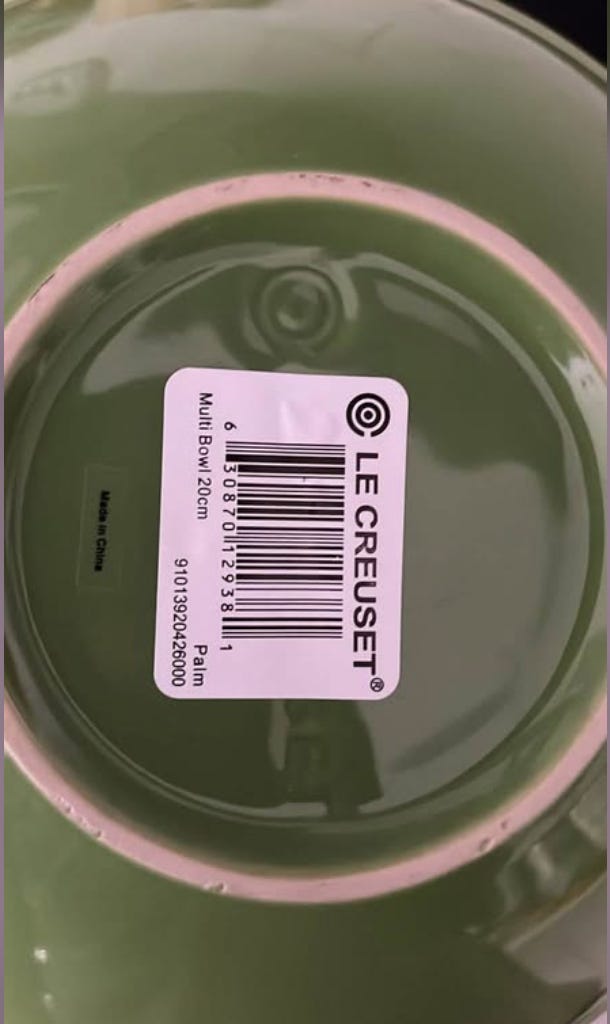 LE CREUSET®
6 30870 12938 1
Multi Bowl 20cm
Palm
91013920426000
Made in China